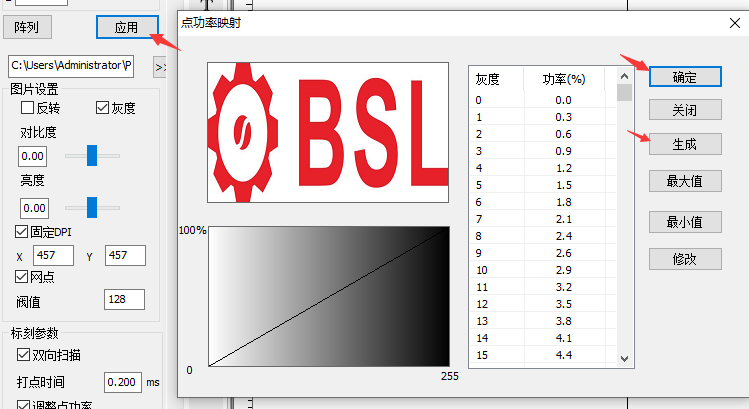 阵列 应用
C:\Users\Administrator\P >>
图片设置
反转 灰度
对比度
0.00
亮度
0.00
固定DPI
X 457 Y 457
网点
阀值 128
标刻参数
双向扫描
打点时间 0.200 ms
调整点功率
点功率映射
BSL
100%
0
255
灰度 功率(%)
0 0.0
1 0.3
2 0.6
3 0.9
4 1.2
5 1.5
6 1.8
7 2.1
8 2.4
9 2.6
10 2.9
11 3.2
12 3.5
13 3.8
14 4.1
15 4.4
确定
关闭
生成
最大值
最小值
修改